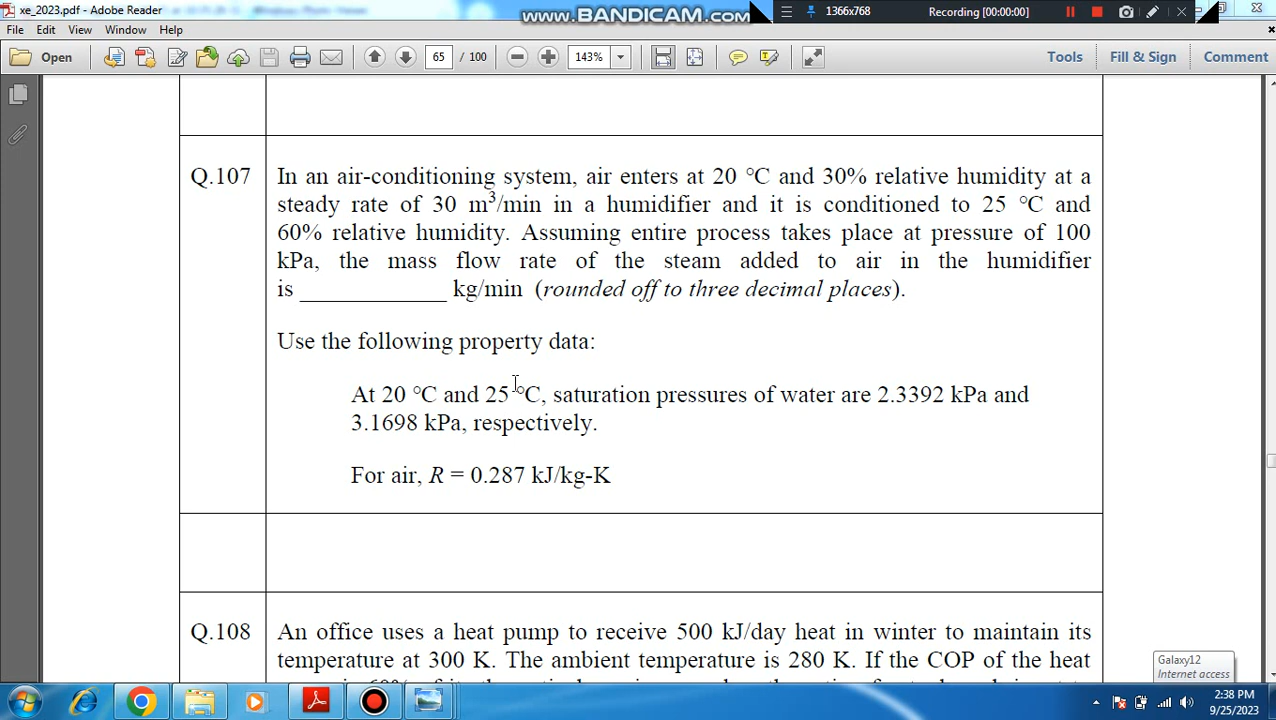 xe_2023.pdf - Adobe Reader
www.BANDICAM.com
1366x768
Recording [00:00:00]
File Edit View Window Help
Open
65 / 100
143%
Tools
Fill & Sign
Comment
Q.107
In an air-conditioning system, air enters at 20 °C and 30% relative humidity at a
steady rate of 30 m³/min in a humidifier and it is conditioned to 25 °C and
60% relative humidity. Assuming entire process takes place at pressure of 100
kPa, the mass flow rate of the steam added to air in the humidifier
is ____________ kg/min (rounded off to three decimal places).
Use the following property data:
At 20 °C and 25 °C, saturation pressures of water are 2.3392 kPa and
3.1698 kPa, respectively.
For air, R = 0.287 kJ/kg-K
Q.108
An office uses a heat pump to receive 500 kJ/day heat in winter to maintain its
temperature at 300 K. The ambient temperature is 280 K. If the COP of the heat
Galaxy12
Internet access
2:38 PM
9/25/2023